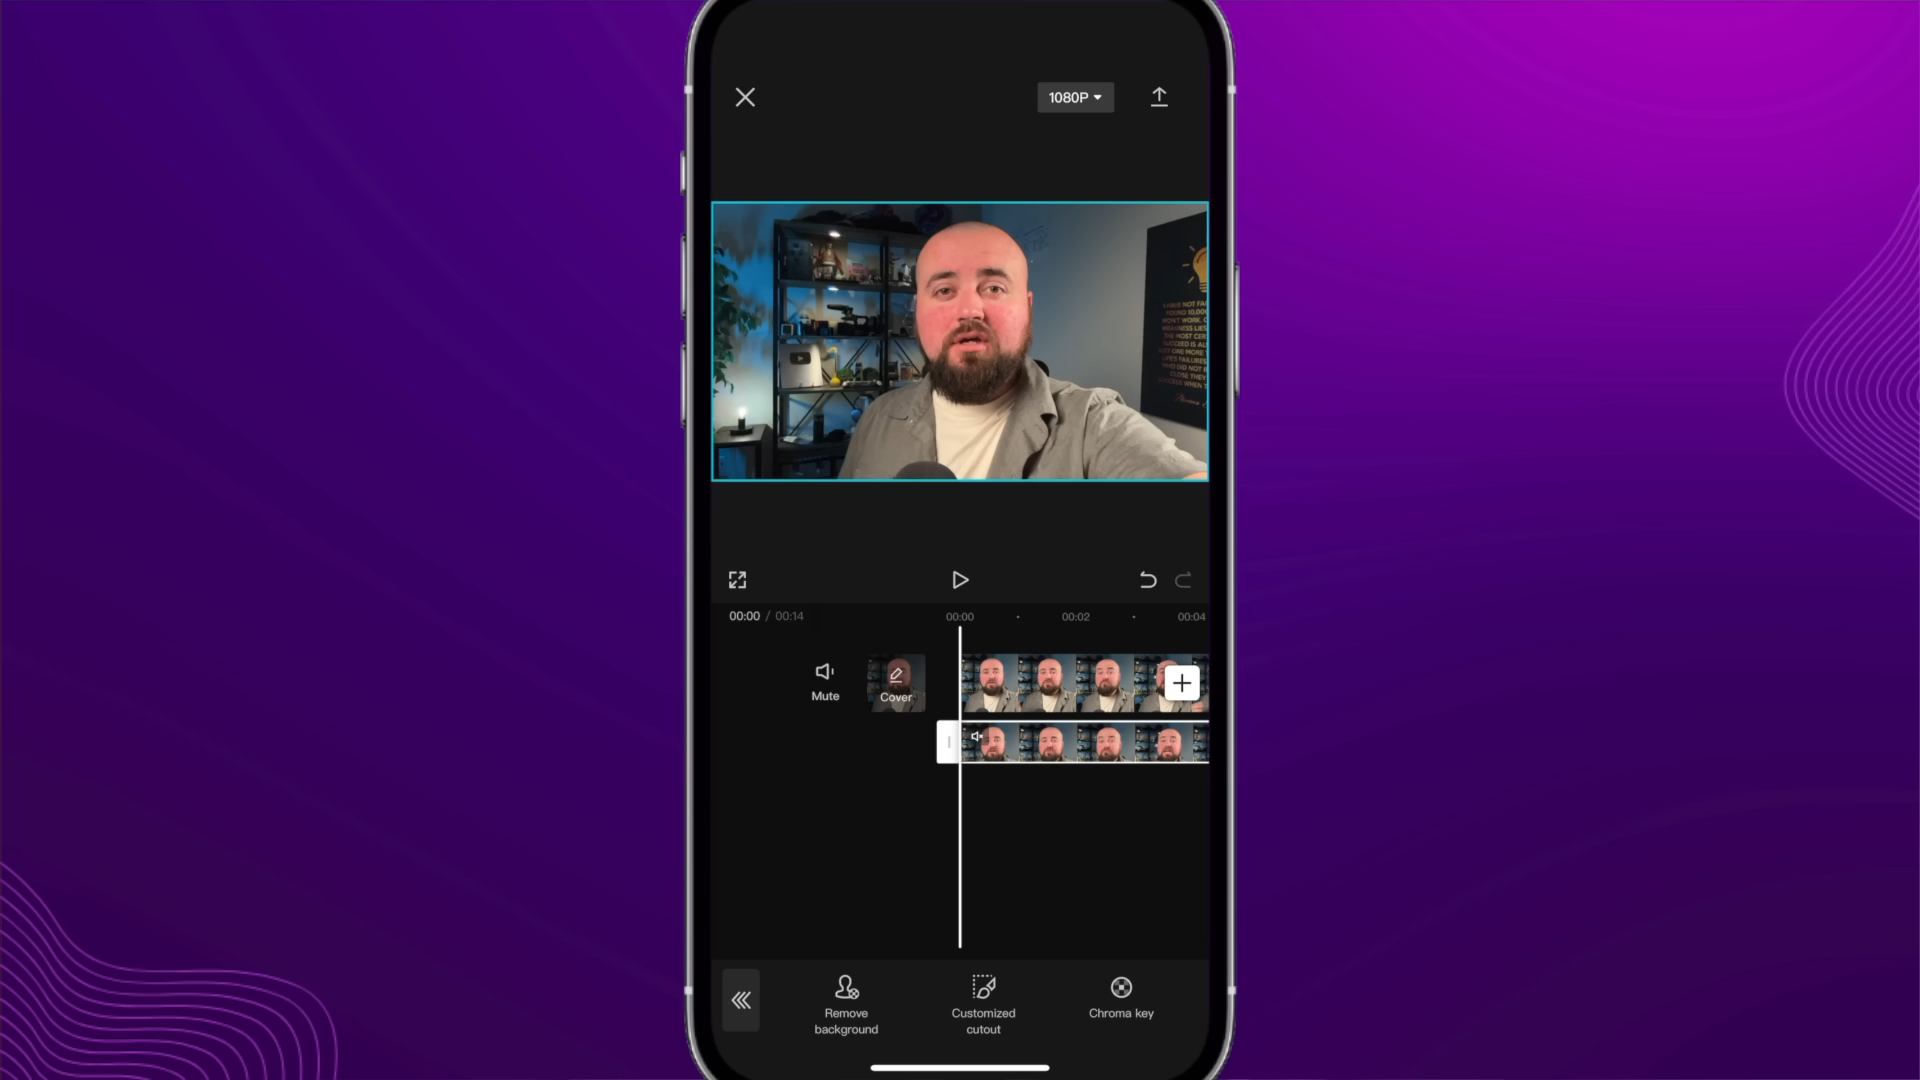 1080P
00:00 / 00:14
00:00
00:02
00:04
Mute
Cover
Remove
background
Customized
cutout
Chroma key